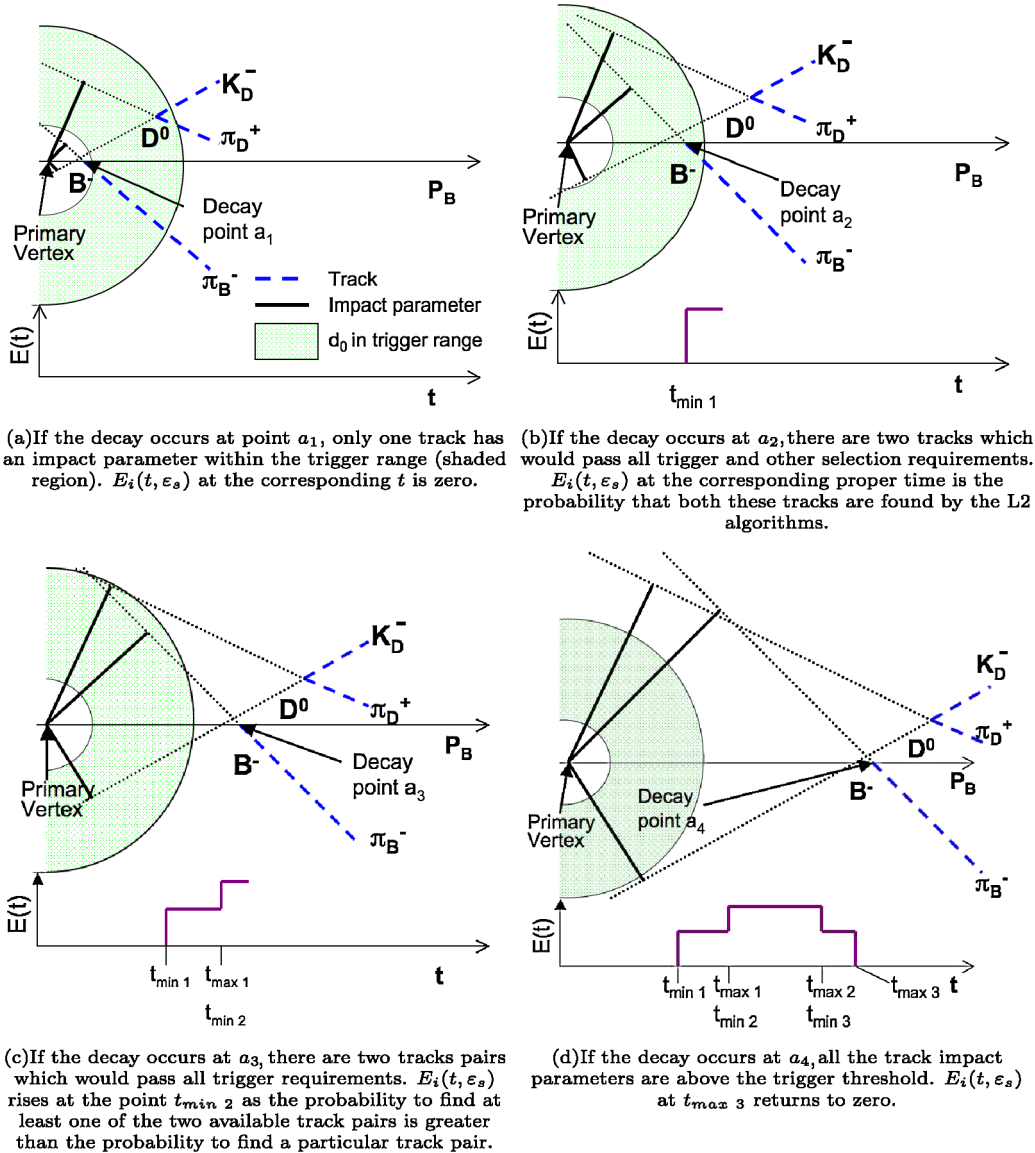 K_D^-
π_D^+
D^0
B^-
P_B
Decay
point a_1
Primary
Vertex
π_B^-
Track
Impact parameter
d_0 in trigger range
E(t)
t
(a)If the decay occurs at point a_1, only one track has
an impact parameter within the trigger range (shaded
region). E_i(t, ε_s) at the corresponding t is zero.
K_D^-
π_D^+
D^0
B^-
P_B
Decay
point a_2
Primary
Vertex
π_B^-
E(t)
t
t_min 1
(b)If the decay occurs at a_2,there are two tracks which
would pass all trigger and other selection requirements.
E_i(t, ε_s) at the corresponding proper time is the
probability that both these tracks are found by the L2
algorithms.
K_D^-
π_D^+
D^0
P_B
B^-
Decay
point a_3
Primary
Vertex
π_B^-
E(t)
t_min 1 t_max 1 t
t_min 2
(c)If the decay occurs at a_3, there are two tracks pairs
which would pass all trigger requirements. E_i(t, ε_s)
rises at the point t_min 2 as the probability to find at
least one of the two available track pairs is greater
than the probability to find a particular track pair.
K_D^-
π_D^+
D^0
P_B
B^-
Decay
point a_4
Primary
Vertex
π_B^-
E(t)
t_min 1 t_max 1 t_max 2 t_max 3 t
t_min 2 t_min 3
(d)If the decay occurs at a_4,all the track impact
parameters are above the trigger threshold. E_i(t, ε_s)
at t_max 3 returns to zero.